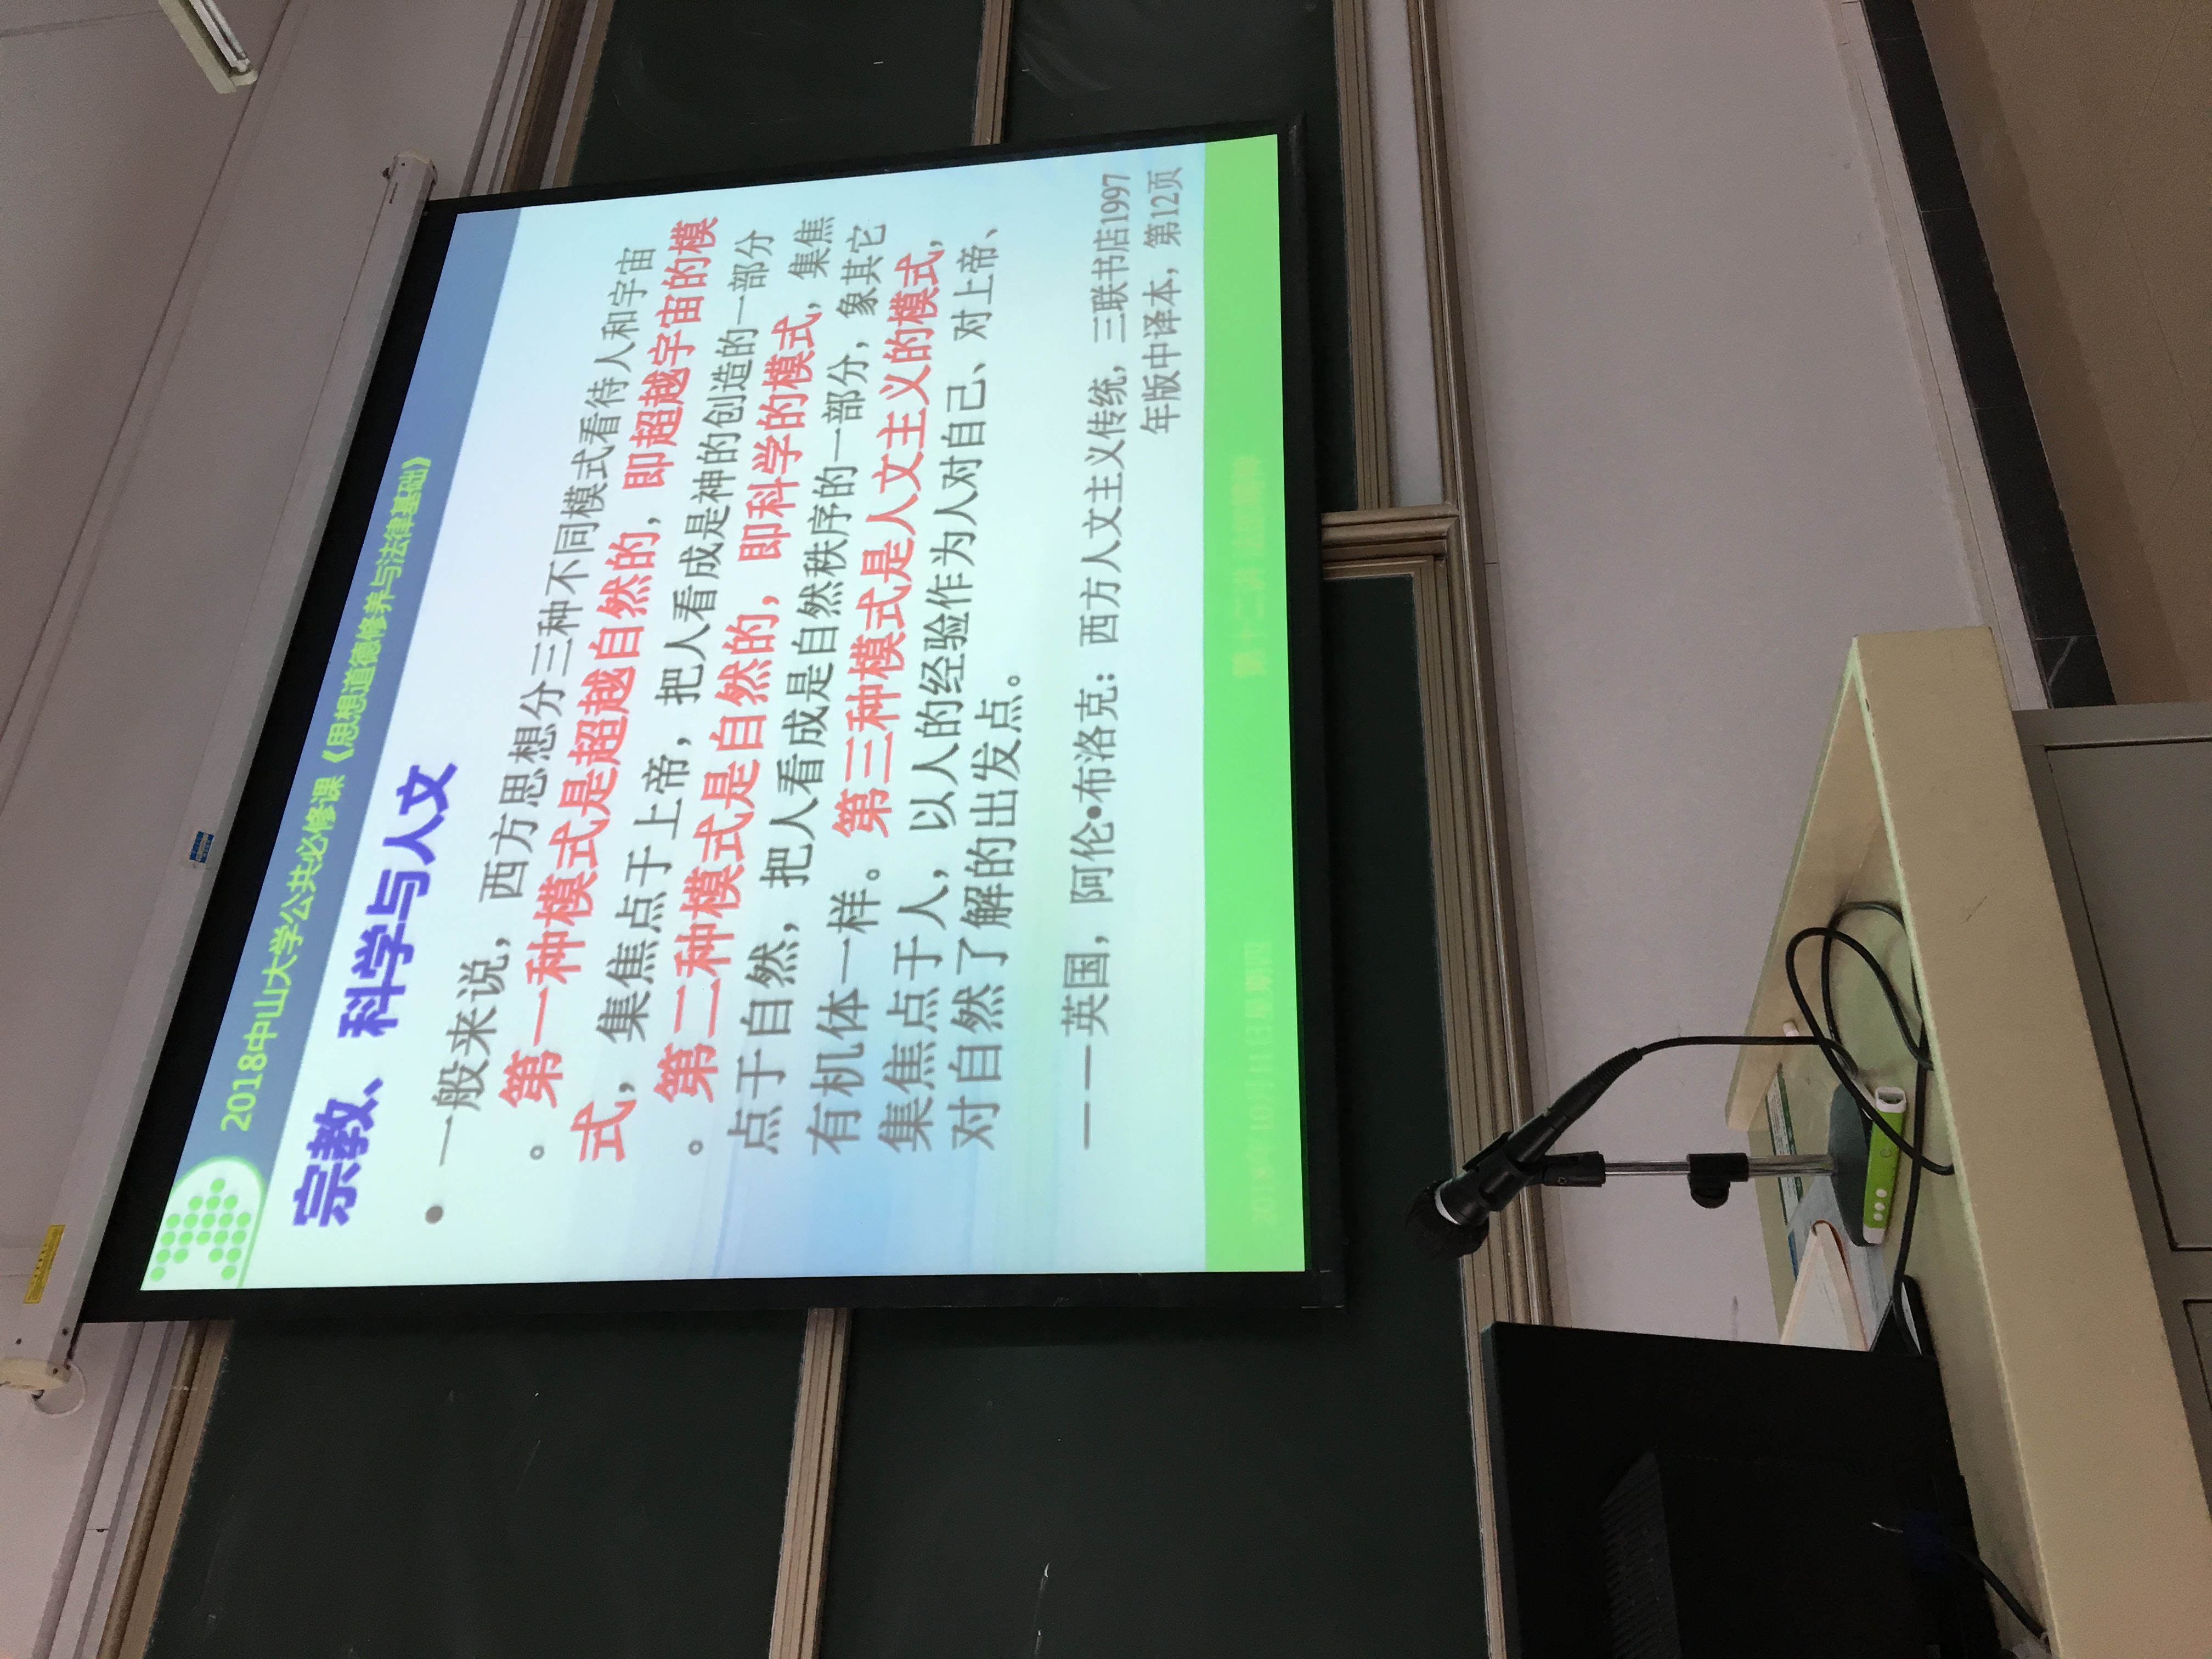 2018中山大学公共必修课《思想道德修养与法律基础》
宗教、科学与人文
• 一般来说，西方思想分三种不同模式看待人和宇宙
。第一种模式是超越自然的，即超越宇宙的模
式，集焦点于上帝，把人看成是神的创造的一部分
。第二种模式是自然的，即科学的模式，集焦
点于自然，把人看成是自然秩序的一部分，象其它
有机体一样。第三种模式是人文主义的模式，
集焦点于人，以人的经验作为人对自己、对上帝、
对自然了解的出发点。
——英国，阿伦•布洛克：西方人文主义传统，三联书店1997
年版中译本，第12页
2018年10月11日星期四
第十二讲